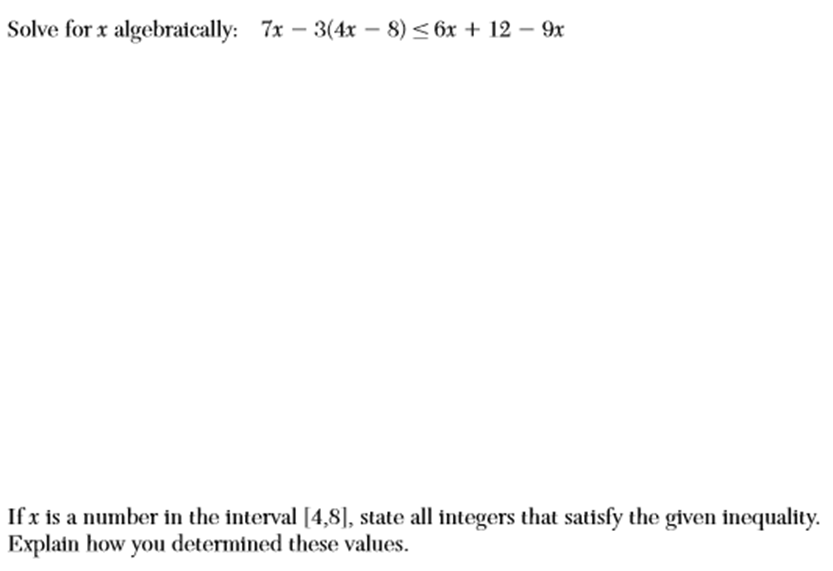 Solve for x algebraically: 7x − 3(4x − 8) ≤ 6x + 12 − 9x
If x is a number in the interval [4,8], state all integers that satisfy the given inequality.
Explain how you determined these values.